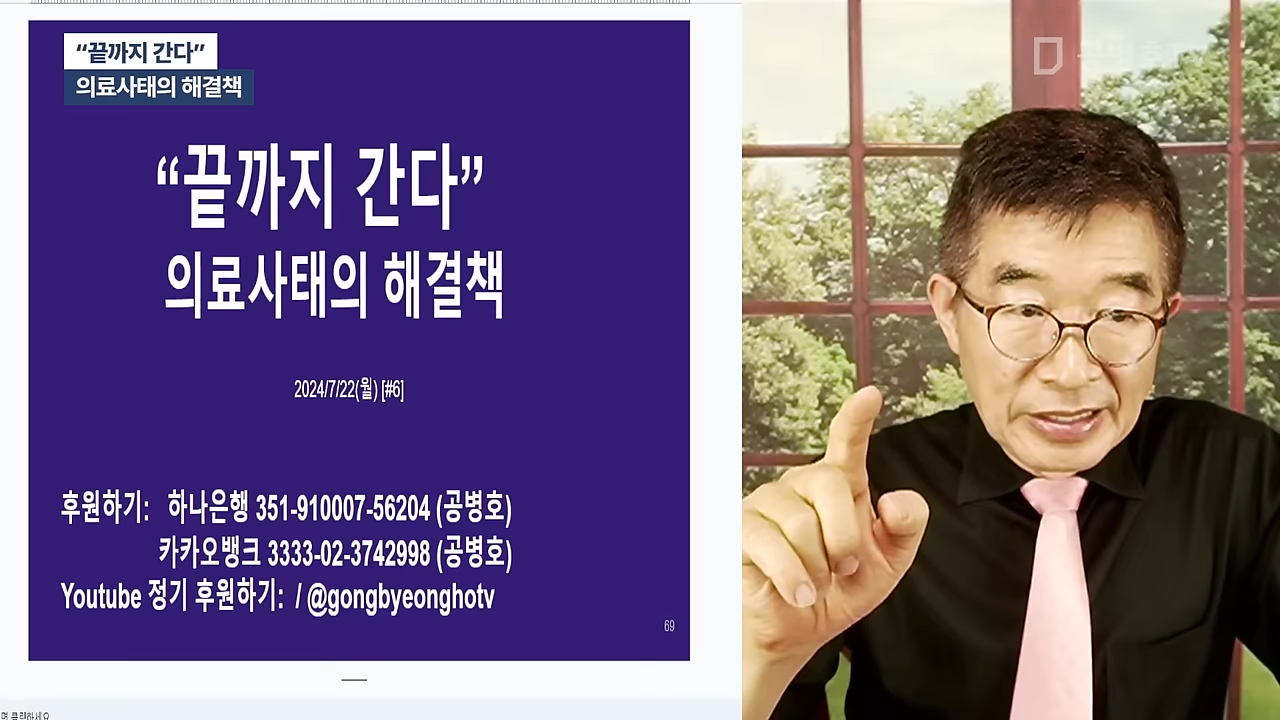 “끝까지 간다”
의료사태의 해결책
“끝까지 간다”
의료사태의 해결책
2024/7/22(월) [#6]
후원하기: 하나은행 351-910007-56204 (공병호)
카카오뱅크 3333-02-3742998 (공병호)
Youtube 정기 후원하기: / @gongbyeonghotv
69